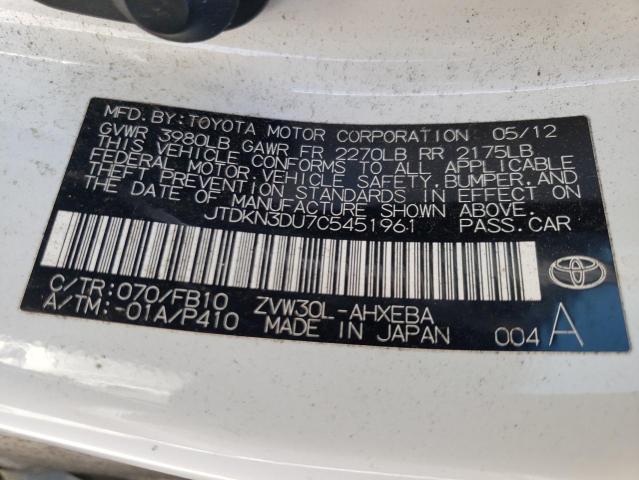 MFD. BY: TOYOTA MOTOR CORPORATION 05/12
GVWR 3980LB GAWR FR 2270LB RR 2175LB
THIS VEHICLE CONFORMS TO ALL APPLICABLE
FEDERAL MOTOR VEHICLE SAFETY, BUMPER, AND
THEFT PREVENTION STANDARDS IN EFFECT ON
THE DATE OF MANUFACTURE SHOWN ABOVE.
JTDKN3DU7C5451961 PASS.CAR
C/TR:070/FB10 ZVW30L-AHXEBA
A/TM:-01A/P410 MADE IN JAPAN 004 A